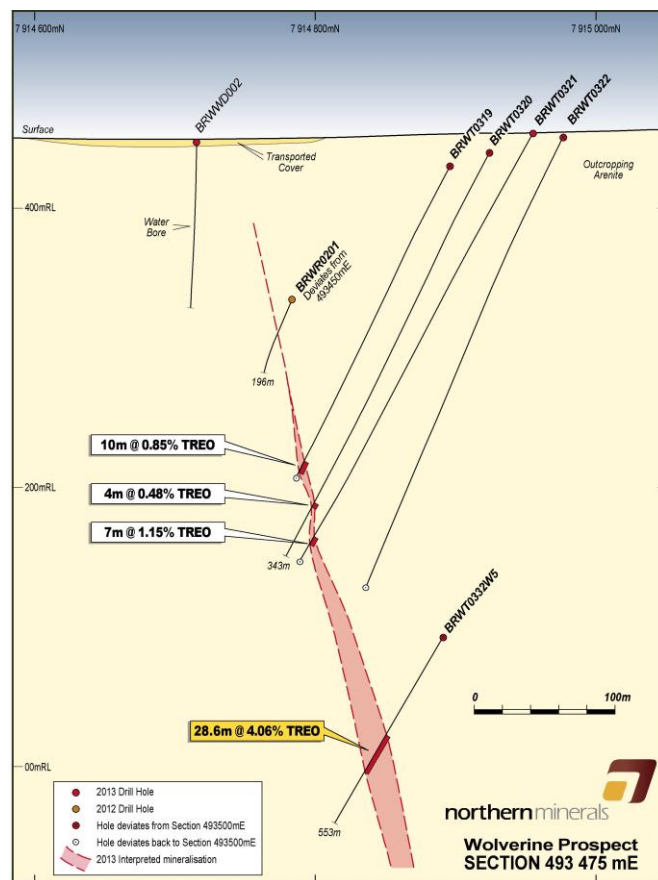 7 914 600mN
7 914 800mN
7 915 000mN
BRWWD002
BRWT0319
BRWT0320
BRWT0321
BRWT0322
Surface
Transported
Cover
Outcropping
Arenite
400mRL
Water
Bore
BRWR0201
Deviates from
493450mE
196m
10m @ 0.85% TREO
200mRL
4m @ 0.48% TREO
7m @ 1.15% TREO
343m
BRWT0332W5
0
100m
28.6m @ 4.06% TREO
00mRL
553m
2013 Drill Hole
2012 Drill Hole
Hole deviates from Section 493500mE
Hole deviates back to Section 493500mE
2013 Interpreted mineralisation
northernminerals
Wolverine Prospect
SECTION 493 475 mE